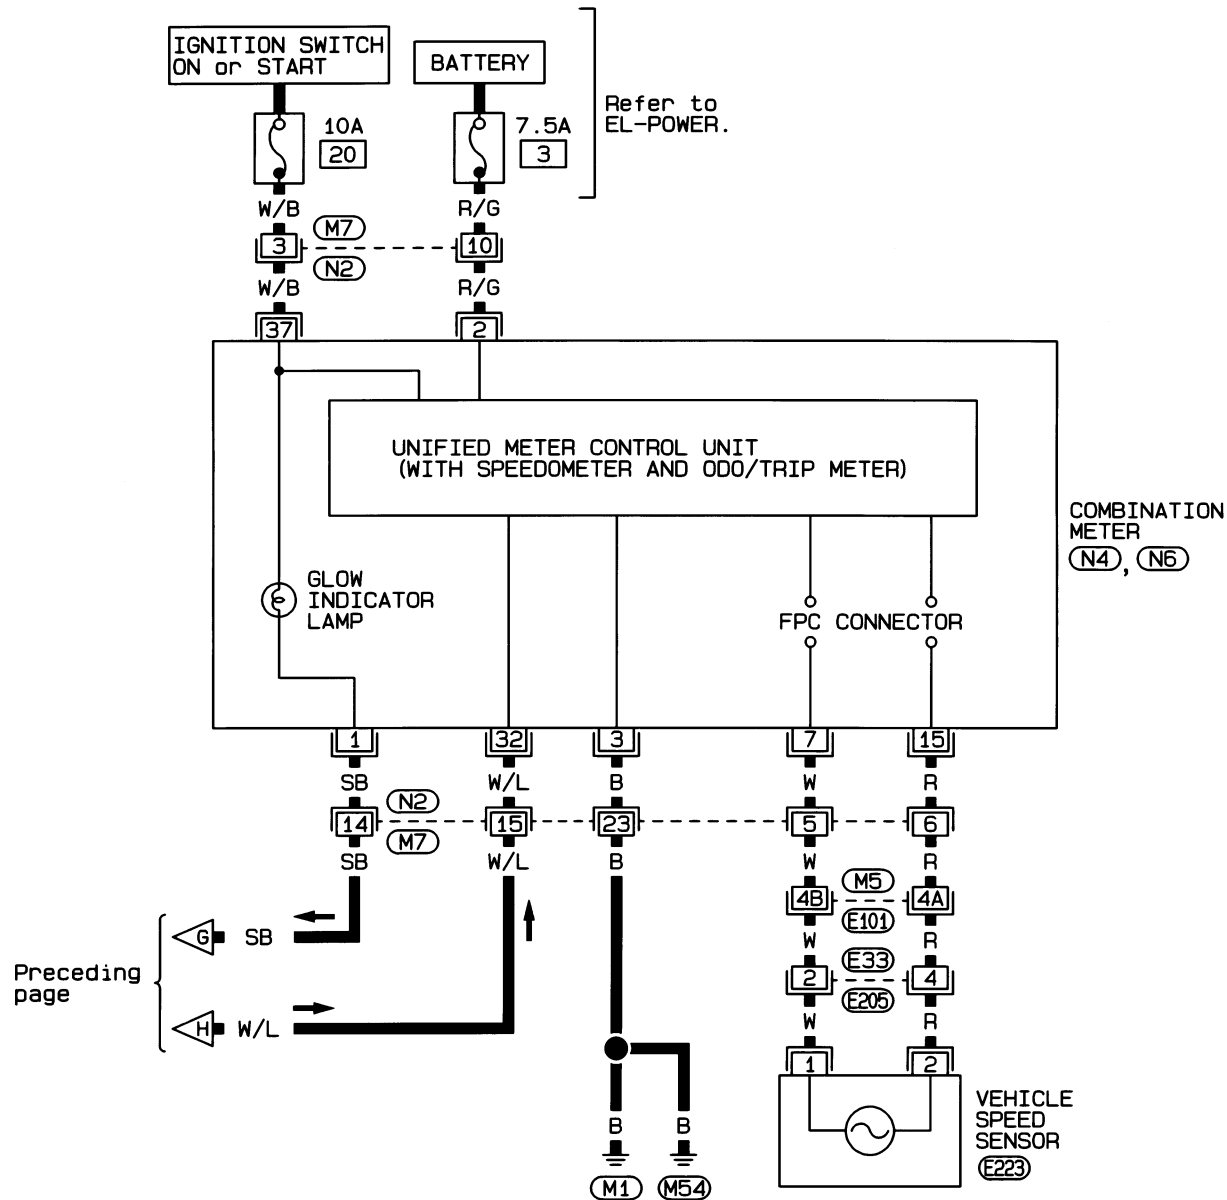 IGNITION SWITCH
ON or START
BATTERY
Refer to
EL-POWER.
10A
20
7.5A
3
W/B
R/G
M7
3
10
N2
W/B
R/G
37
2
UNIFIED METER CONTROL UNIT
(WITH SPEEDOMETER AND ODO/TRIP METER)
COMBINATION
METER
N4, N6
GLOW
INDICATOR
LAMP
FPC CONNECTOR
1
32
3
7
15
SB
W/L
B
W
R
N2
14
15
23
5
6
M7
SB
W/L
B
W
R
M5
4B
4A
E101
W
R
G
SB
Preceding
page
E33
2
4
E205
H
W/L
W
R
1
2
VEHICLE
SPEED
SENSOR
E223
B
B
M1
M54